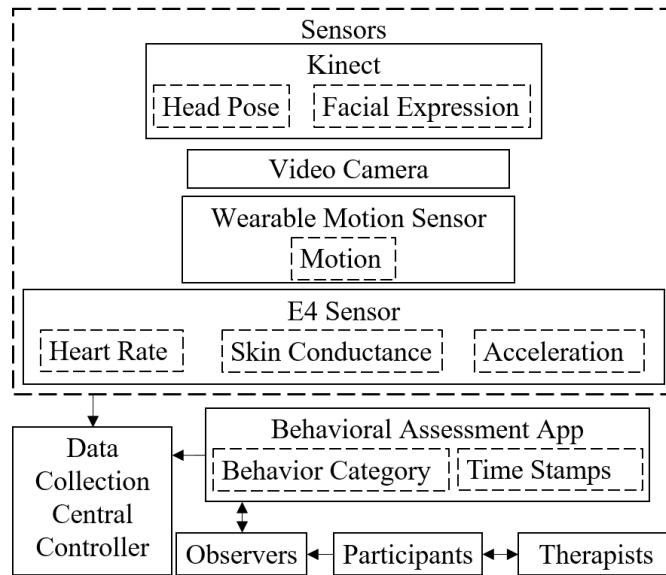 Sensors
Kinect
Head Pose
Facial Expression
Video Camera
Wearable Motion Sensor
Motion
E4 Sensor
Heart Rate
Skin Conductance
Acceleration
Data
Collection
Central
Controller
Behavioral Assessment App
Behavior Category
Time Stamps
Observers
Participants
Therapists